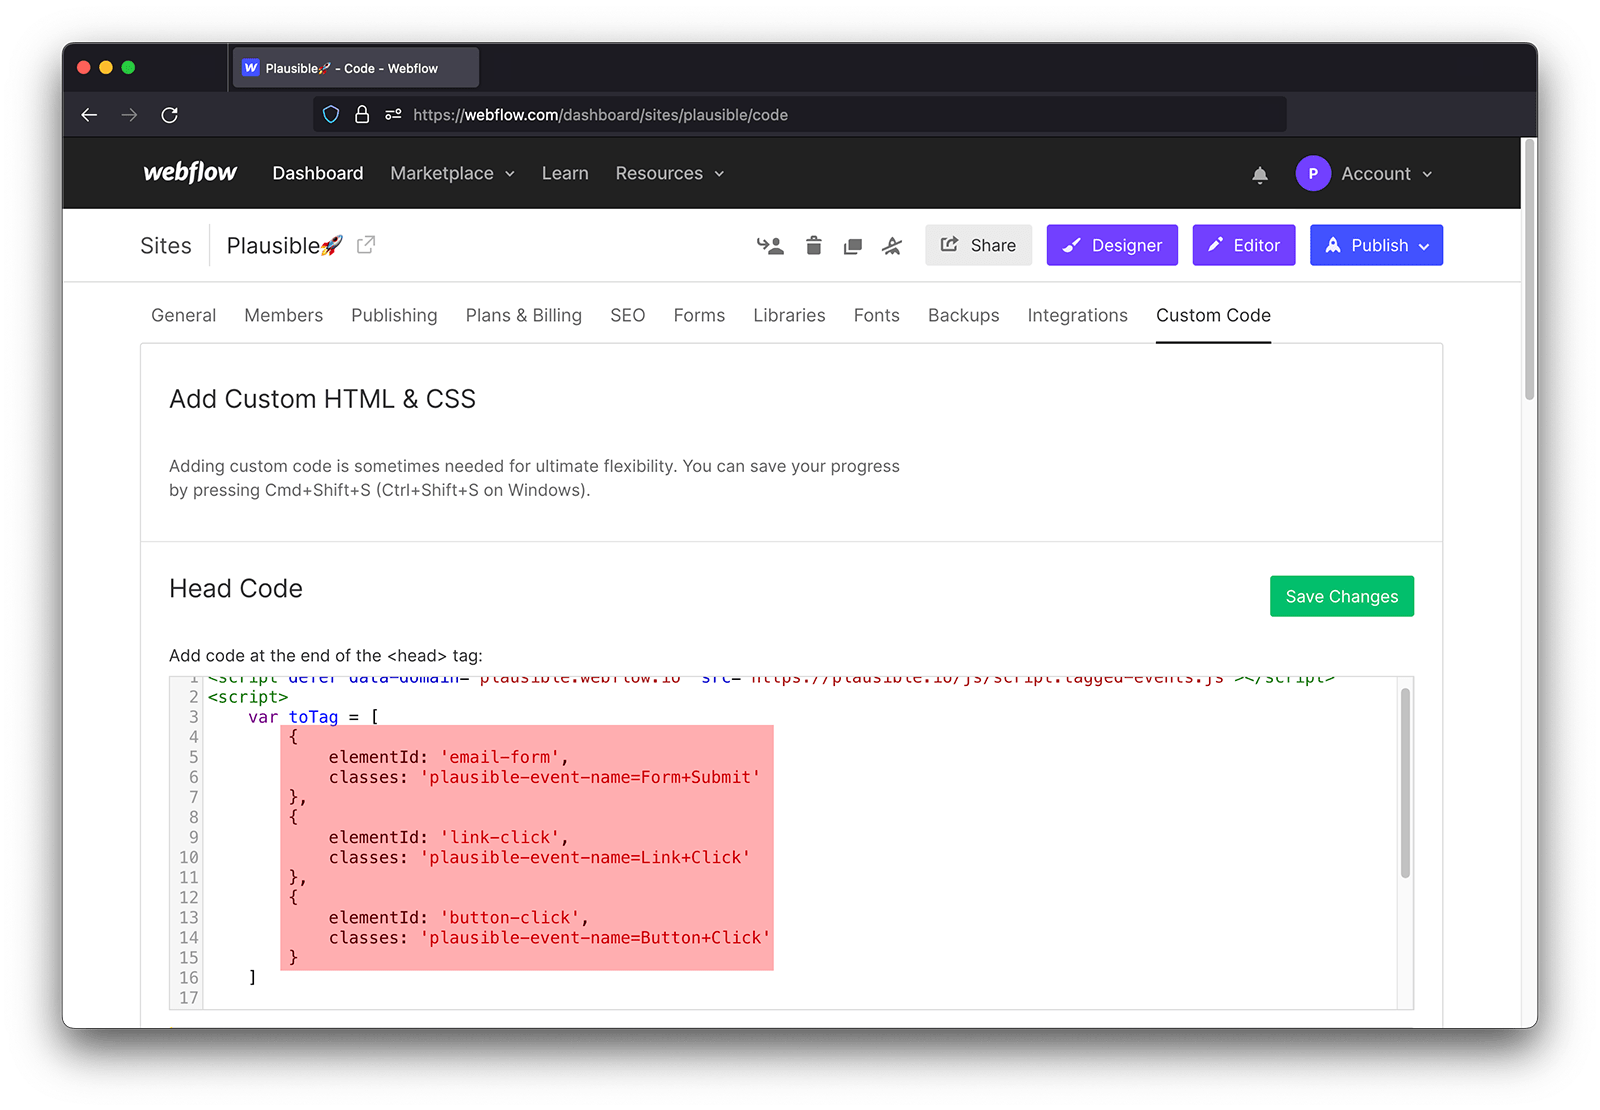 Plausible🚀 - Code - Webflow
https://webflow.com/dashboard/sites/plausible/code
webflow Dashboard Marketplace Learn Resources P Account
Sites Plausible🚀 Share Designer Editor Publish
General Members Publishing Plans & Billing SEO Forms Libraries Fonts Backups Integrations Custom Code
Add Custom HTML & CSS
Adding custom code is sometimes needed for ultimate flexibility. You can save your progress
by pressing Cmd+Shift+S (Ctrl+Shift+S on Windows).
Head Code
Save Changes
Add code at the end of the <head> tag:
1 <script defer data-domain="plausible.webflow.io" src="https://plausible.io/js/script.tagged-events.js"></script>
2 <script>
3 var toTag = [
4 {
5 elementId: 'email-form',
6 classes: 'plausible-event-name=Form+Submit'
7 },
8 {
9 elementId: 'link-click',
10 classes: 'plausible-event-name=Link+Click'
11 },
12 {
13 elementId: 'button-click',
14 classes: 'plausible-event-name=Button+Click'
15 }
16 ]
17